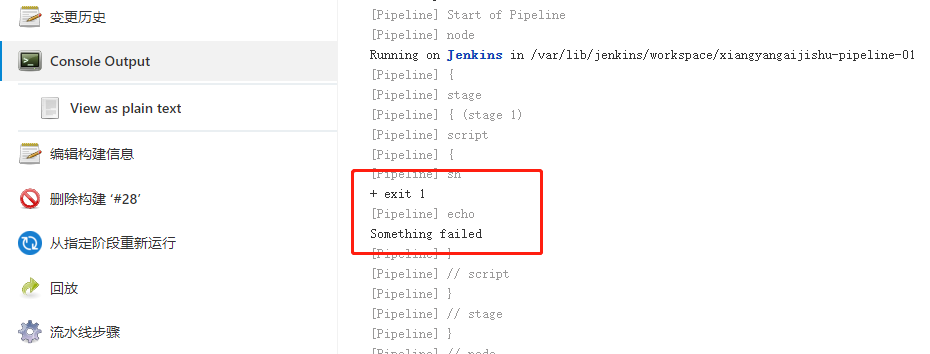 变更历史
Console Output
View as plain text
编辑构建信息
删除构建 ‘#28’
从指定阶段重新运行
回放
流水线步骤
[Pipeline] Start of Pipeline
[Pipeline] node
Running on Jenkins in /var/lib/jenkins/workspace/xiangyangaijishu-pipeline-01
[Pipeline] {
[Pipeline] stage
[Pipeline] { (stage 1)
[Pipeline] script
[Pipeline] {
[Pipeline] sh
+ exit 1
[Pipeline] echo
Something failed
[Pipeline] }
[Pipeline] // script
[Pipeline] }
[Pipeline] // stage
[Pipeline] }
[Pipeline] // node